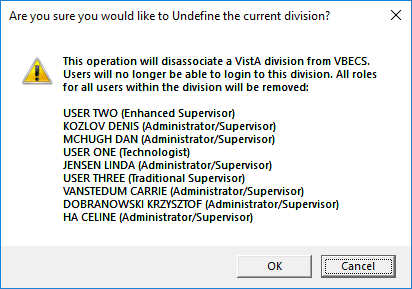 Are you sure you would like to Undefine the current division?
This operation will disassociate a VistA division from VBECS.
Users will no longer be able to login to this division. All roles
for all users within the division will be removed:
USER TWO (Enhanced Supervisor)
KOZLOV DENIS (Administrator/Supervisor)
MCHUGH DAN (Administrator/Supervisor)
USER ONE (Technologist)
JENSEN LINDA (Administrator/Supervisor)
USER THREE (Traditional Supervisor)
VANSTEDUM CARRIE (Administrator/Supervisor)
DOBRANOWSKI KRZYSZTOF (Administrator/Supervisor)
HA CELINE (Administrator/Supervisor)
OK Cancel